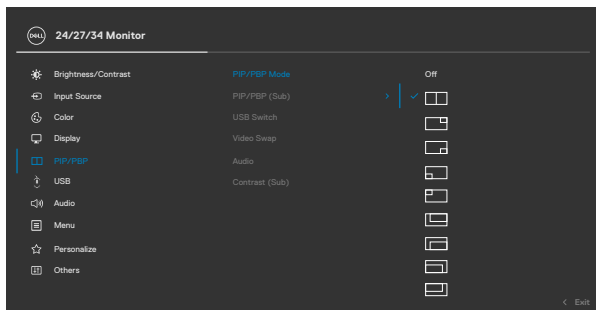 DELL 24/27/34 Monitor
Brightness/Contrast PIP/PBP Mode Off
Input Source PIP/PBP (Sub)
Color USB Switch
Display Video Swap
PIP/PBP Audio
USB Contrast (Sub)
Audio
Menu
Personalize
Others
Exit